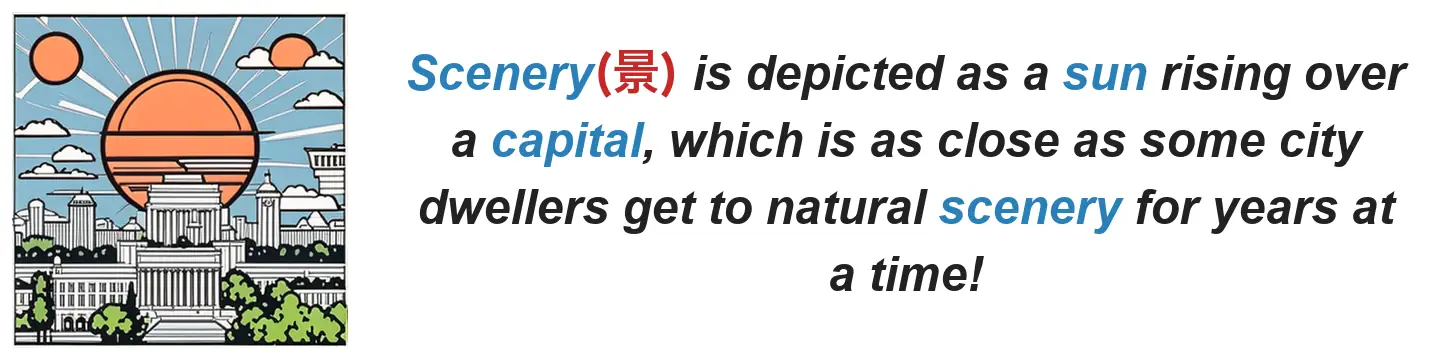 Scenery(景) is depicted as a sun rising over
a capital, which is as close as some city
dwellers get to natural scenery for years at
a time!